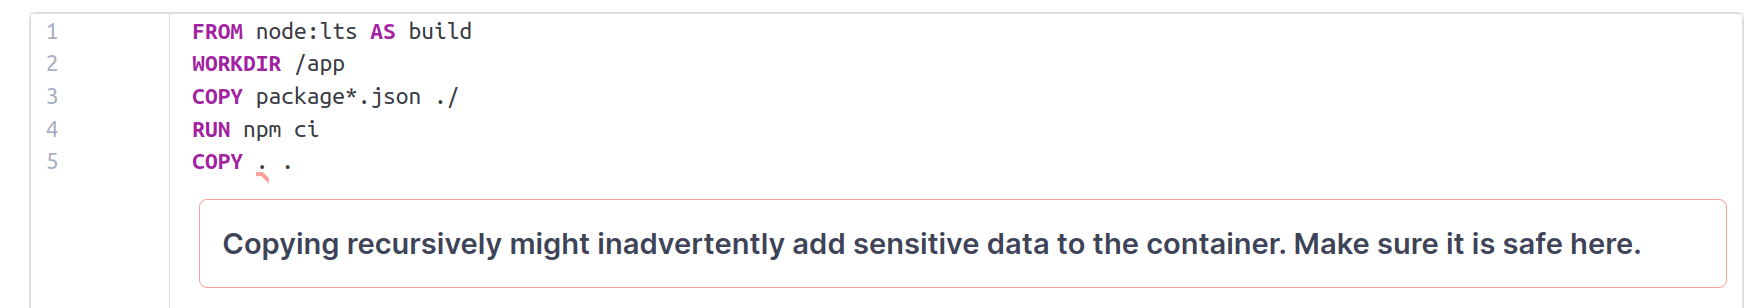 1 FROM node:lts AS build
2 WORKDIR /app
3 COPY package*.json ./
4 RUN npm ci
5 COPY . .
Copying recursively might inadvertently add sensitive data to the container. Make sure it is safe here.